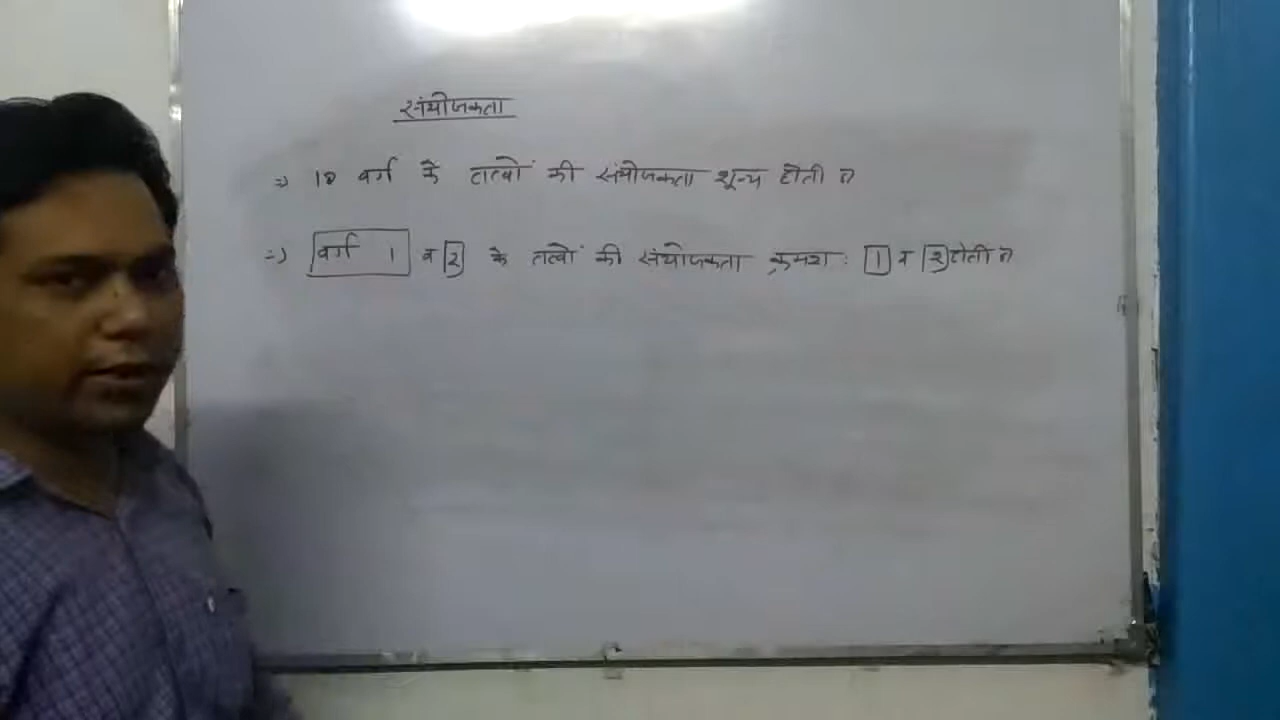 संयोजकता
=> 18 वर्ग के तत्वों की संयोजकता शून्य होती है
=> वर्ग 1 व 2 के तत्वों की संयोजकता क्रमशः 1 व 2 होती है